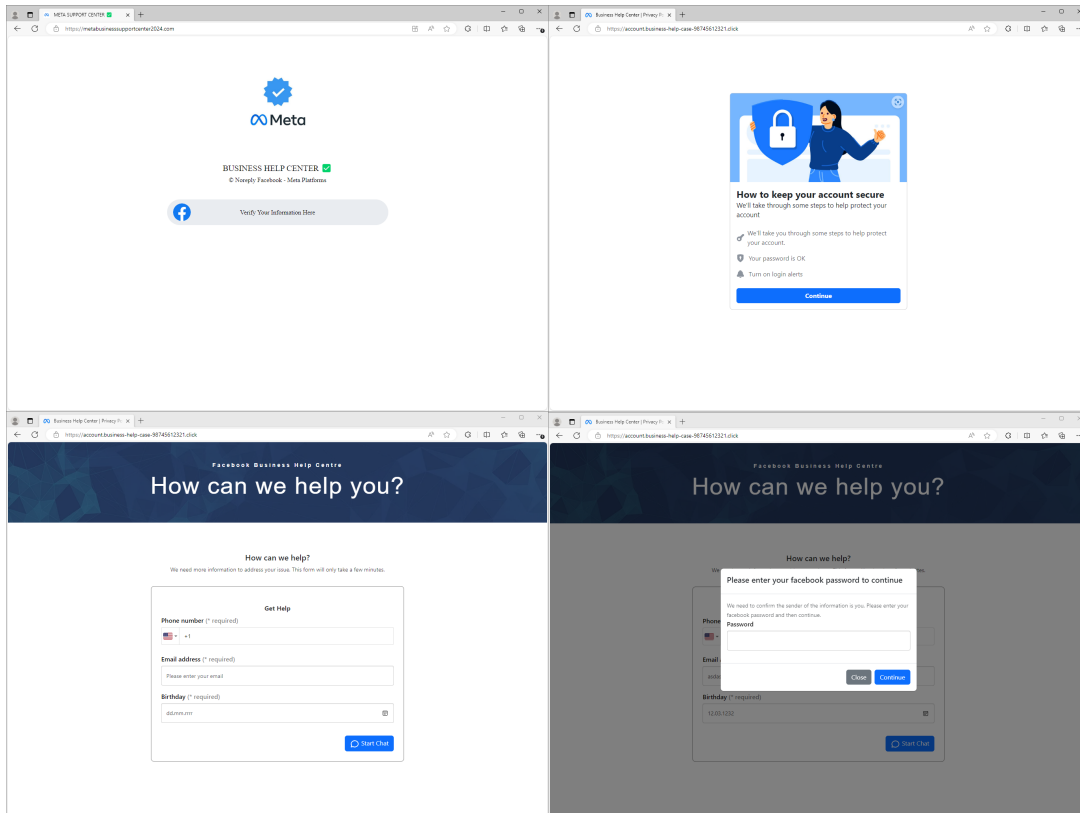 META SUPPORT CENTER ✅
https://metabusinesssupportcenter2024.com
Meta
BUSINESS HELP CENTER ✅
© Noreply Facebook - Meta Platforms
Verify Your Information Here
Business Help Center | Privacy P
https://account.business-help-case-98745612321.click
How to keep your account secure
We'll take through some steps to help protect your
account
We'll take you through some steps to help protect
your account.
Your password is OK
Turn on login alerts
Continue
Business Help Center | Privacy P
https://account.business-help-case-98745612321.click
Facebook Business Help Centre
How can we help you?
How can we help?
We need more information to address your issue. This form will only take a few minutes.
Get Help
Phone number (* required)
+1
Email address (* required)
Please enter your email
Birthday (* required)
dd.mm.rrrr
Start Chat
Business Help Center | Privacy P
https://account.business-help-case-98745612321.click
Facebook Business Help Centre
How can we help you?
How can we help?
We
Please enter your facebook password to continue
We need to confirm the sender of the information is you. Please enter your
facebook password and then continue.
Password
Phone
Email
Close
Continue
Birthday (* required)
12.03.1232
Start Chat